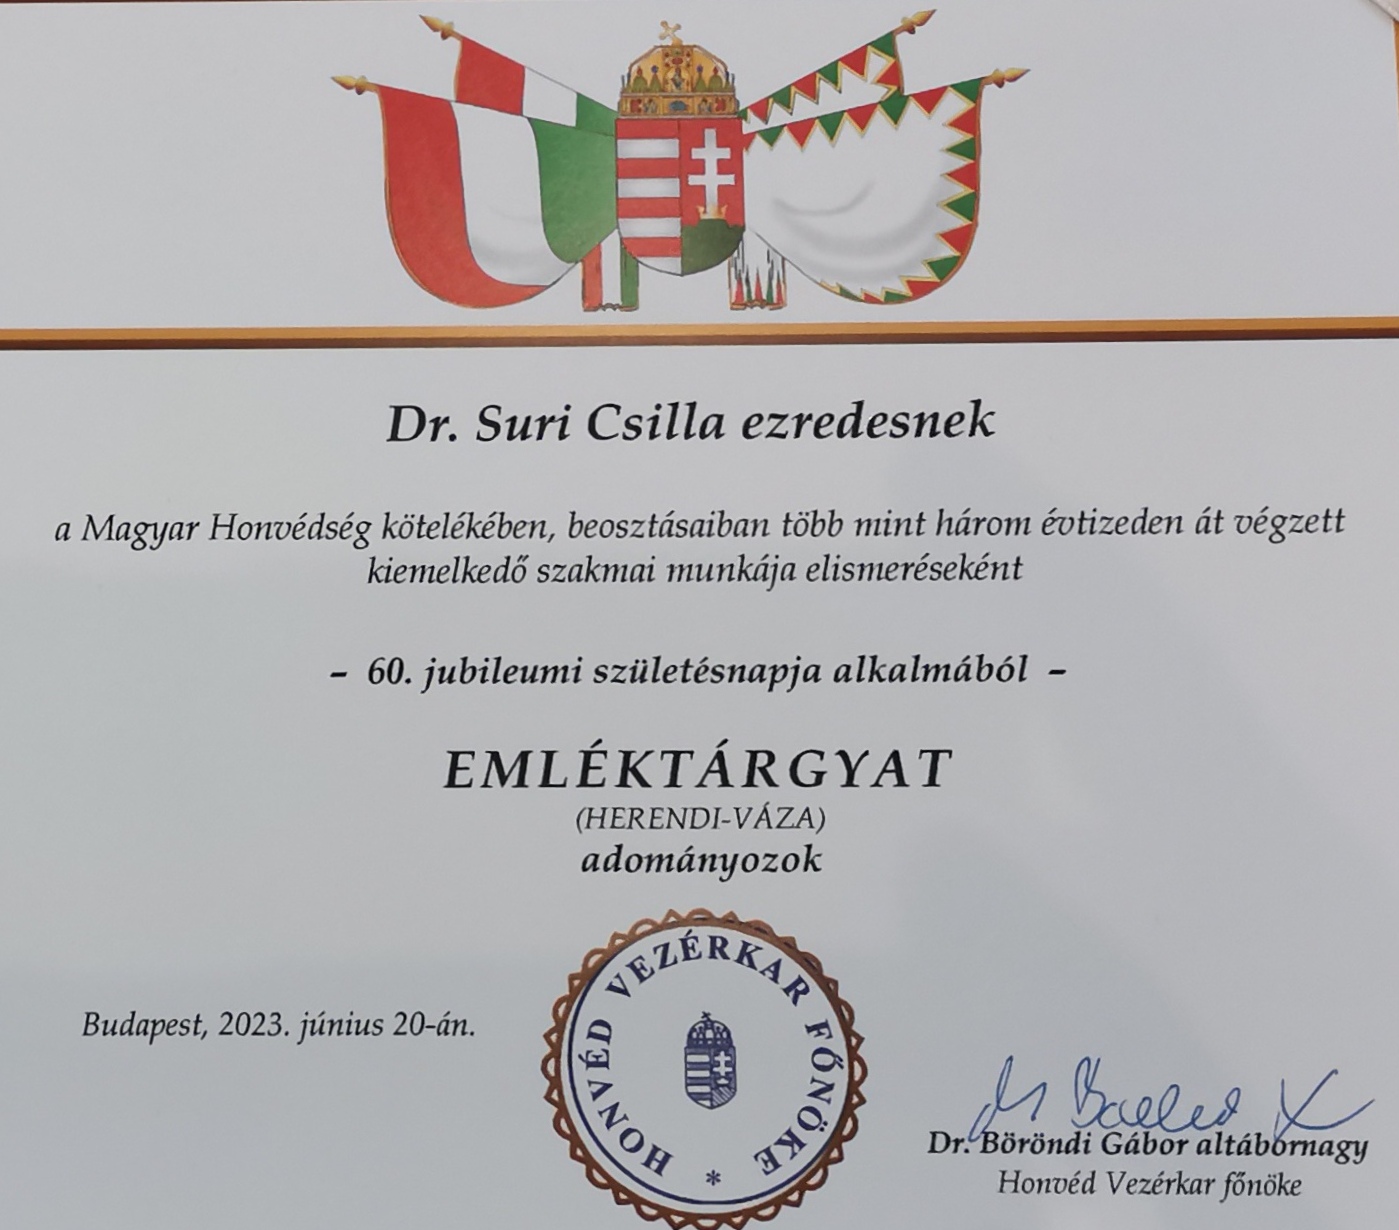 Dr. Suri Csilla ezredesnek
a Magyar Honvédség kötelékében, beosztásaiban több mint három évtizeden át végzett
kiemelkedő szakmai munkája elismeréseként
– 60. jubileumi születésnapja alkalmából –
EMLÉKTÁRGYAT
(HERENDI-VÁZA)
adományozok
HONVÉD VEZÉRKAR FŐNÖKE *
Budapest, 2023. június 20-án.
Dr. Böröndi Gábor altábornagy
Honvéd Vezérkar főnöke